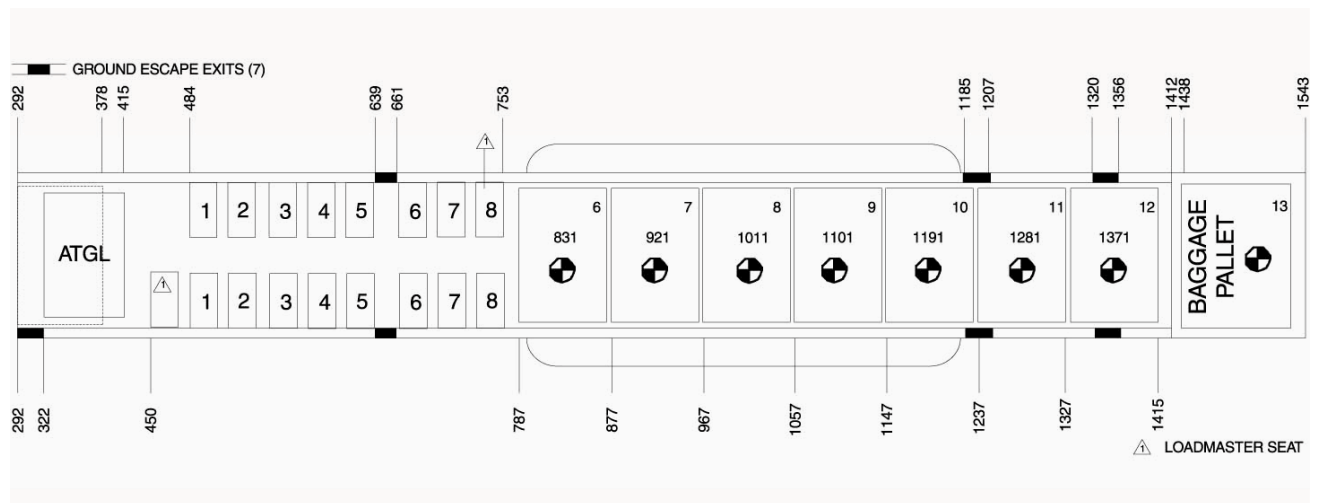 GROUND ESCAPE EXITS (7)
292 378 415 484 639 661 753 1185 1207 1320 1356 1412 1438 1543
1
1 2 3 4 5 6 7 8 6 7 8 9 10 11 12 13
831 921 1011 1101 1191 1281 1371
ATGL
BAGGAGE
PALLET
1
1 2 3 4 5 6 7 8
292 322 450 787 877 967 1057 1147 1237 1327 1415
1 LOADMASTER SEAT